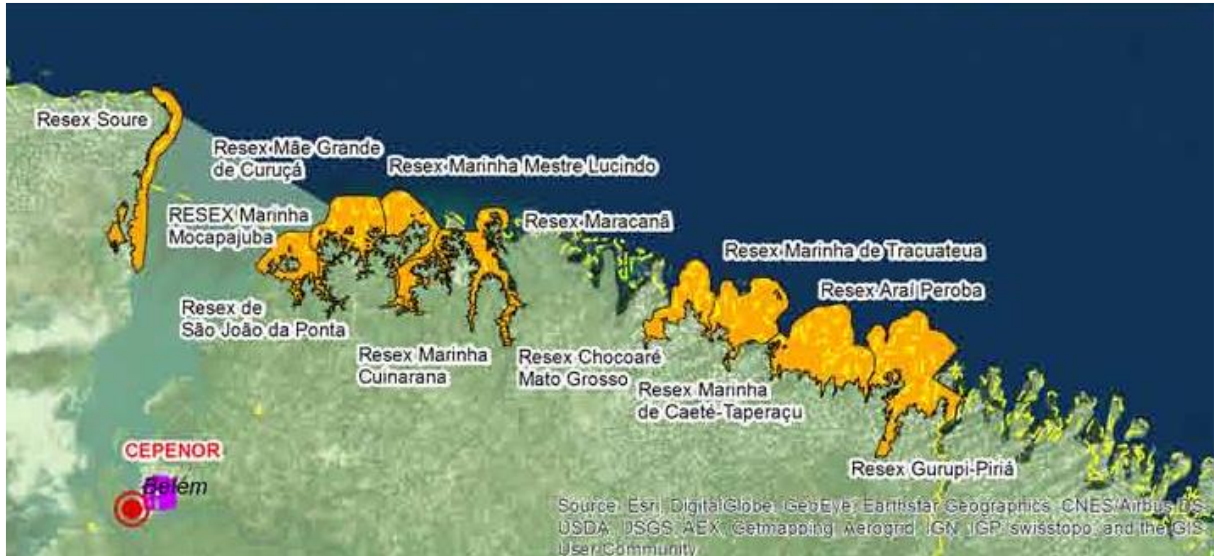 Resex Soure
Resex Mãe Grande
de Curuçá
Resex Marinha Mestre Lucindo
RESEX Marinha
Mocapajuba
Resex Maracanã
Resex Marinha de Tracuateua
Resex Araí Peroba
Resex de
São João da Ponta
Resex Marinha
Cuinarana
Resex Chocoaré
Mato Grosso
Resex Marinha
de Caeté-Taperaçu
Resex Gurupi-Piriá
CEPENOR
Belém
Source: Esri, DigitalGlobe, GeoEye, Earthstar Geographics, CNES/Airbus DS,
USDA, USGS, AEX, Getmapping, Aerogrid, IGN, IGP, swisstopo, and the GIS
User Community